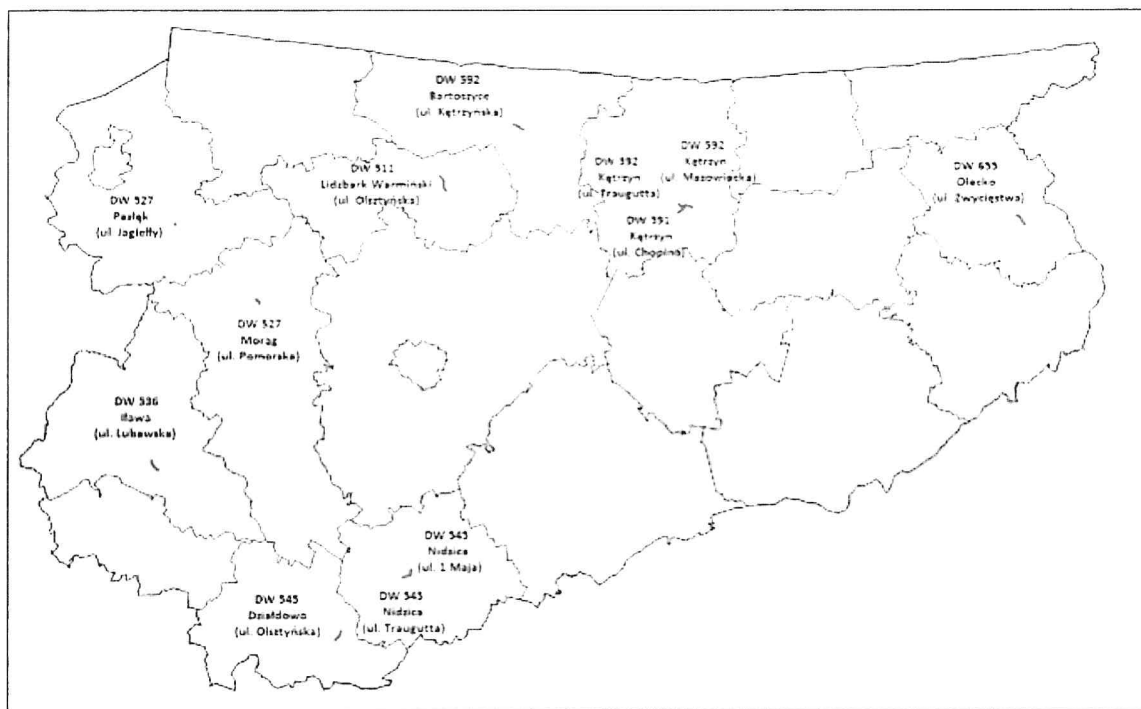 DW 592
Bartoszyce
(ul. Kętrzyńska)
DW 511
Lidzbark Warmiński
(ul. Olsztyńska)
DW 592
Kętrzyn
(ul. Traugutta)
DW 592
Kętrzyn
(ul. Mazowiecka)
DW 591
Kętrzyn
(ul. Chopina)
DW 655
Olecko
(ul. Zwycięstwa)
DW 527
Pasłęk
(ul. Jagiełły)
DW 527
Morąg
(ul. Pomorska)
DW 536
Iława
(ul. Lubawska)
DW 545
Nidzica
(ul. 1 Maja)
DW 545
Nidzica
(ul. Traugutta)
DW 545
Działdowo
(ul. Olsztyńska)